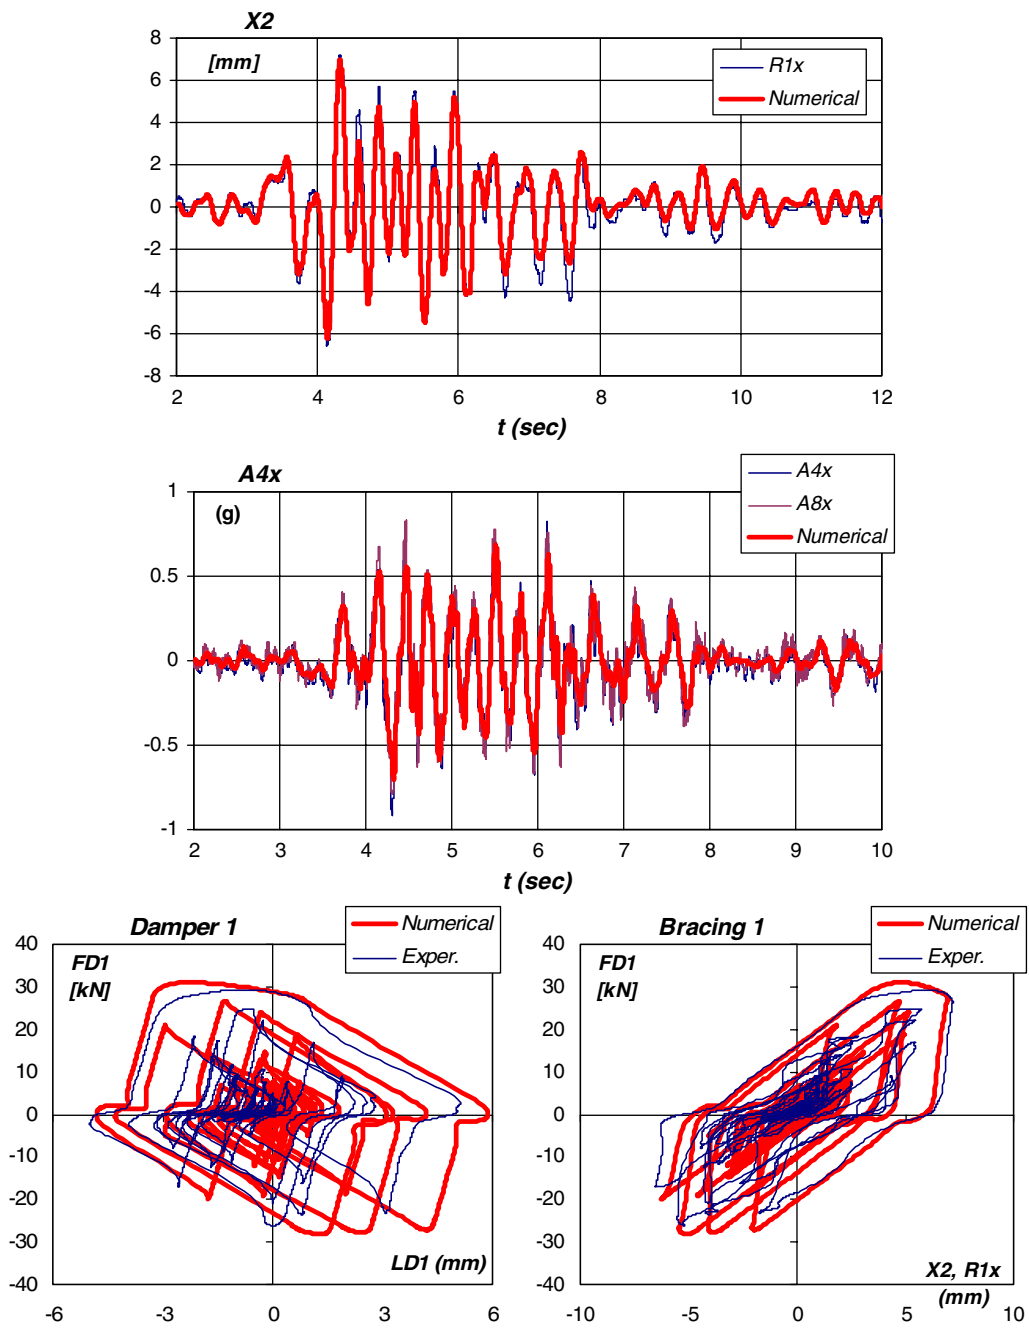 X2
8
[mm]
R1x
Numerical
6
4
2
0
-2
-4
-6
-8
2 4 6 8 10 12
t (sec)
A4x
1
(g)
A4x
A8x
Numerical
0.5
0
-0.5
-1
2 3 4 5 6 7 8 9 10
t (sec)
Damper 1
Numerical
Exper.
FD1
[kN]
40
30
20
10
0
-10
-20
-30
-40
LD1 (mm)
-6 -4 -2 0 2 4 6
Bracing 1
Numerical
Exper.
FD1
[kN]
40
30
20
10
0
-10
-20
-30
-40
X2, R1x
(mm)
-10 -5 0 5 10